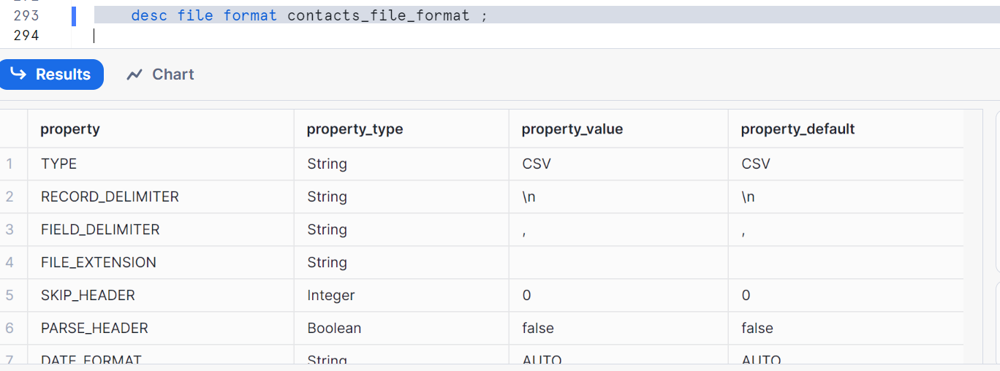 293 desc file format contacts_file_format ;
294
Results Chart
property property_type property_value property_default
1 TYPE String CSV CSV
2 RECORD_DELIMITER String \n \n
3 FIELD_DELIMITER String , ,
4 FILE_EXTENSION String
5 SKIP_HEADER Integer 0 0
6 PARSE_HEADER Boolean false false
7 DATE_FORMAT String AUTO AUTO